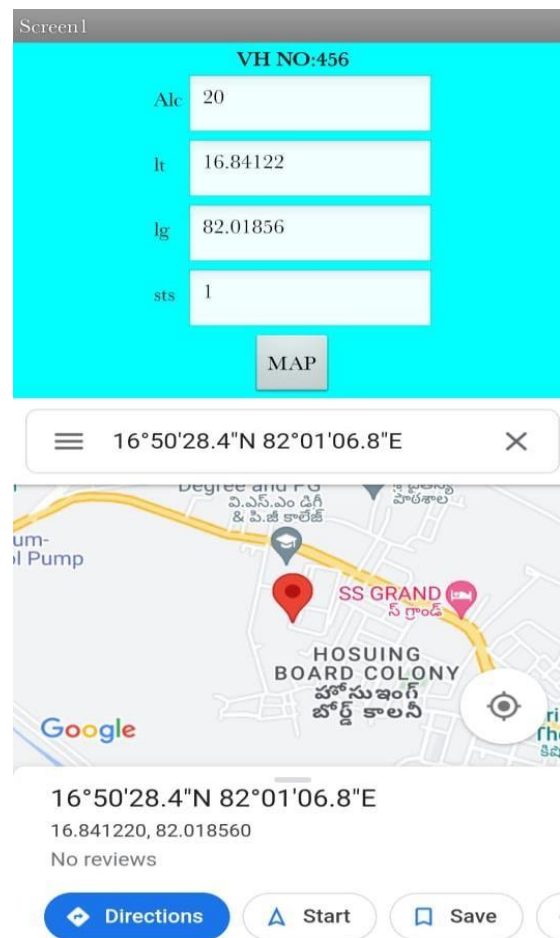 Screen1
VH NO:456
Alc 20
lt 16.84122
lg 82.01856
sts 1
MAP
16°50'28.4"N 82°01'06.8"E
Degree and PG
వి.ఎస్.ఎం డిగ్రీ
& పి.జీ కాలేజ్
పాఠశాల
um-
ol Pump
SS GRAND
స్ గ్రాండ్
HOSUING
BOARD COLONY
హోసుఇంగ్
బోర్డ్ కాలనీ
Google
16°50'28.4"N 82°01'06.8"E
16.841220, 82.018560
No reviews
Directions
Start
Save